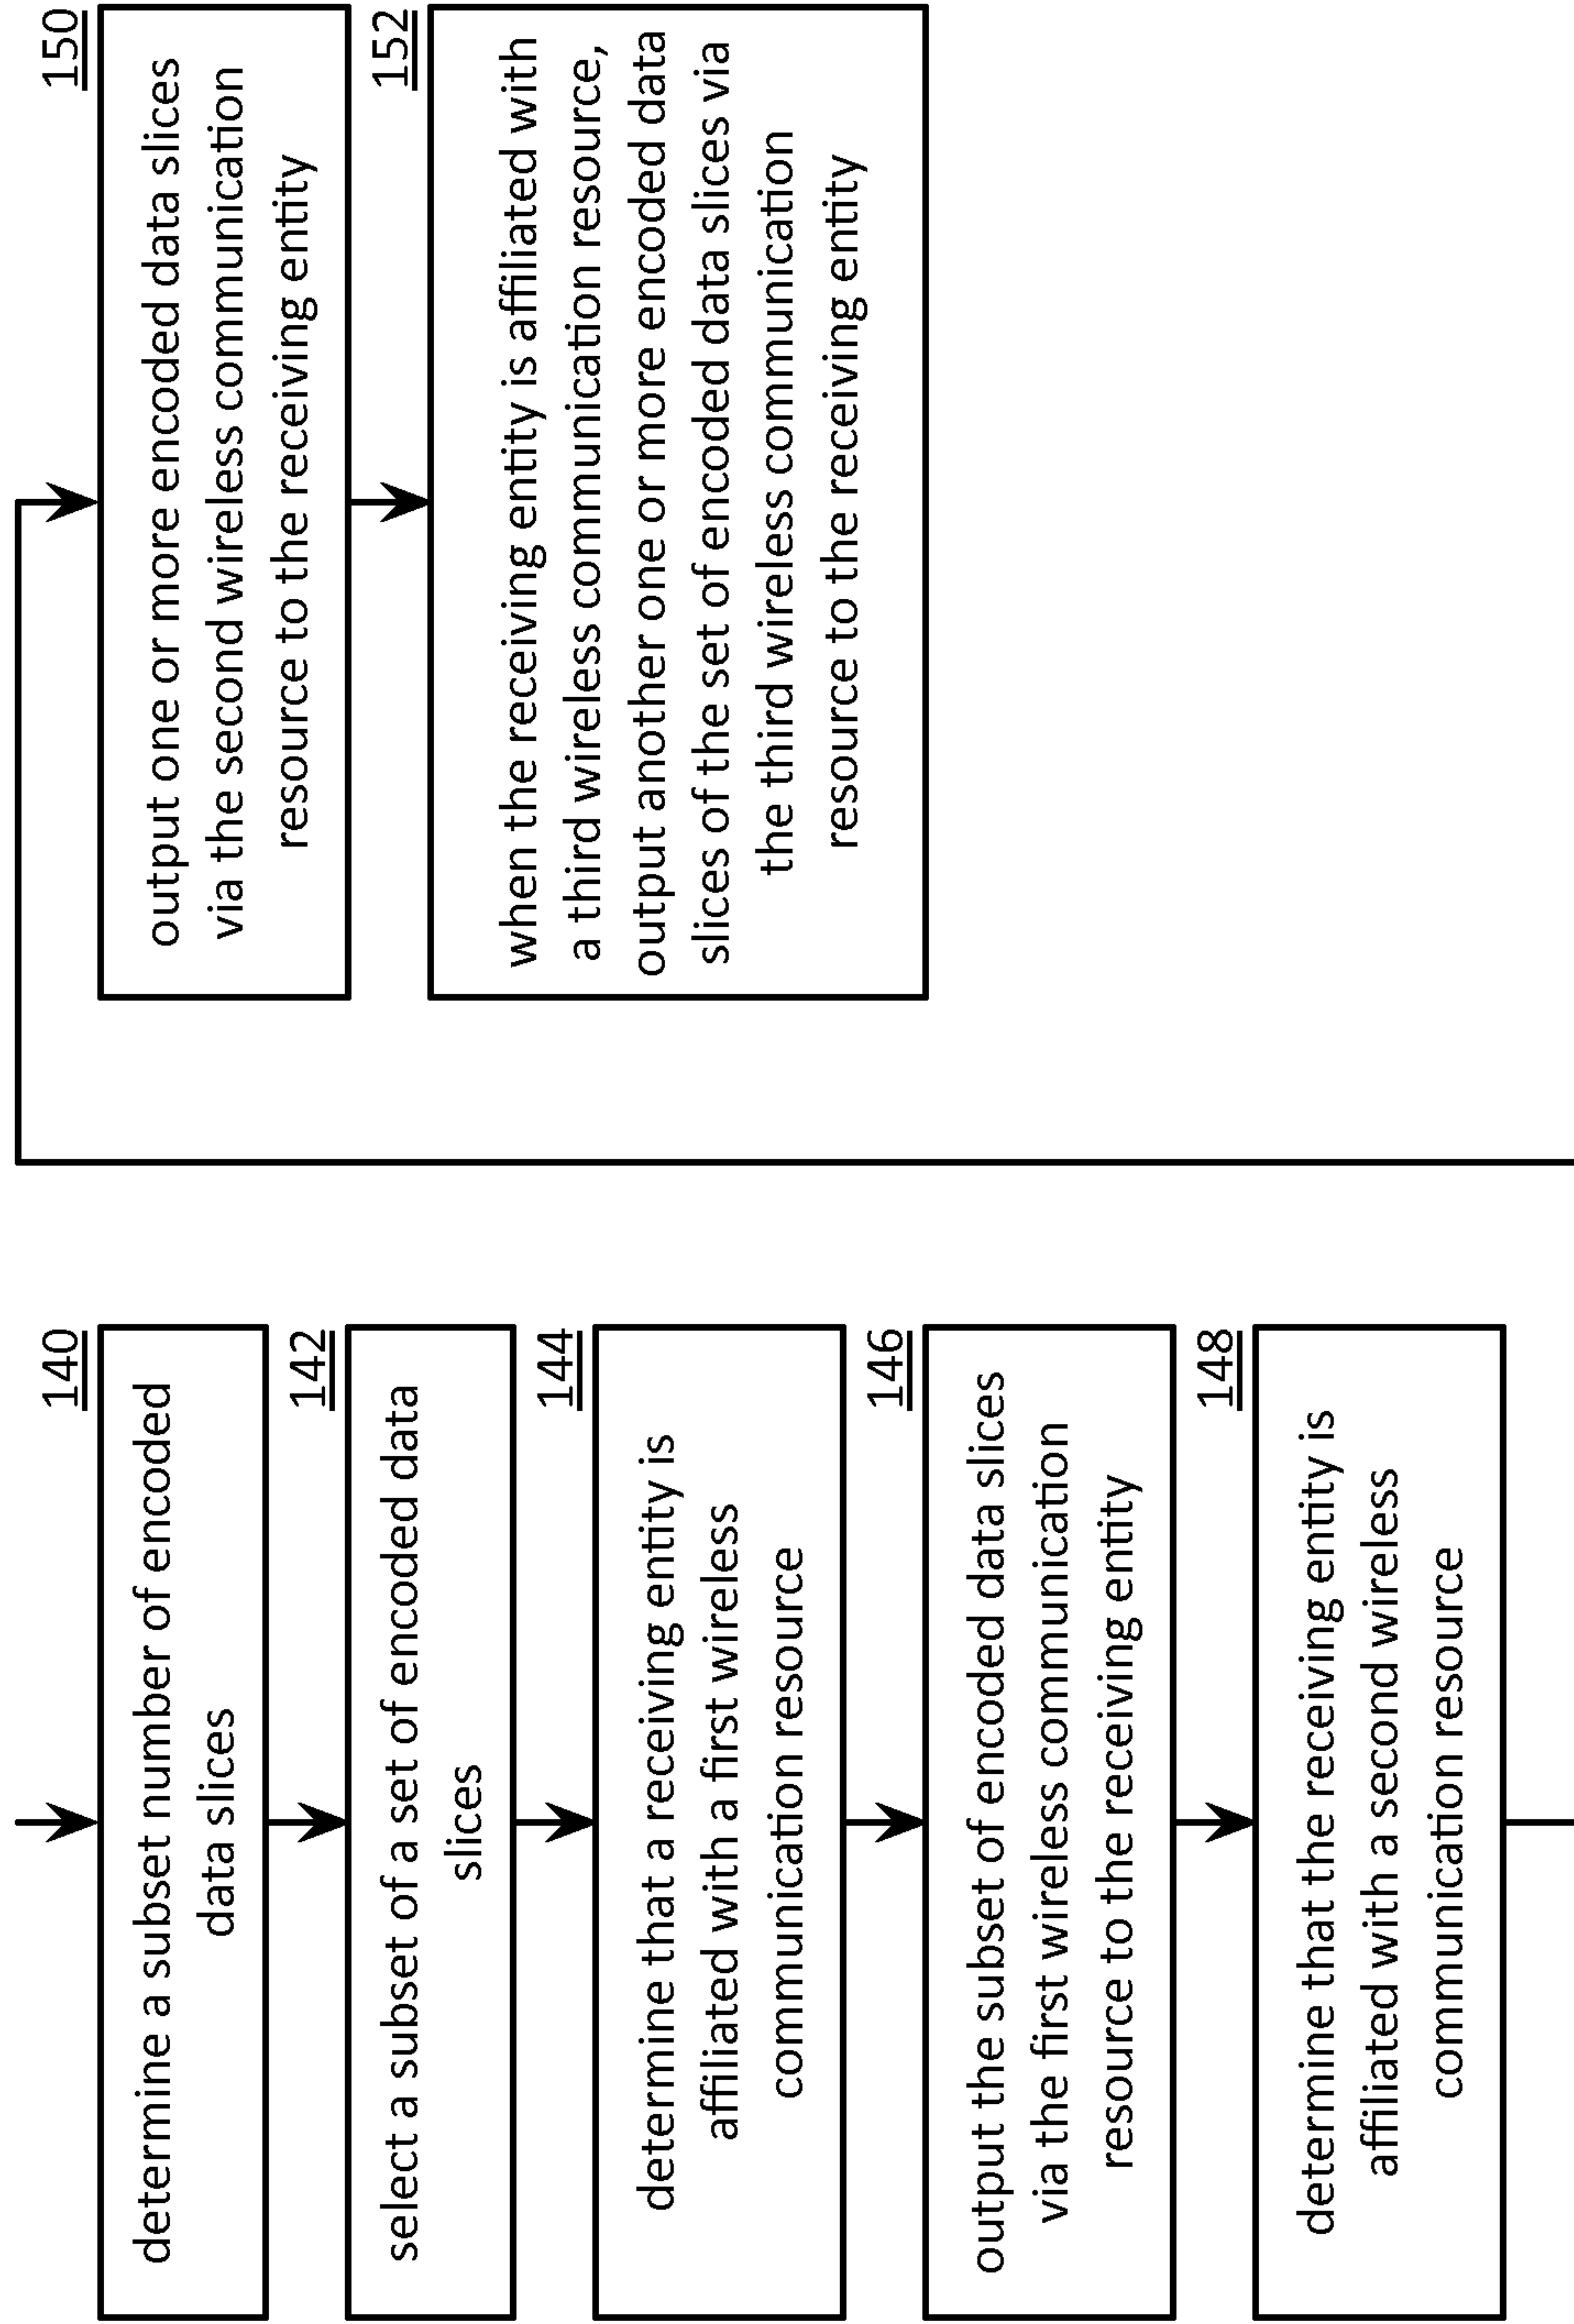 140
determine a subset number of encoded
data slices
142
select a subset of a set of encoded data
slices
144
determine that a receiving entity is
affiliated with a first wireless
communication resource
146
output the subset of encoded data slices
via the first wireless communication
resource to the receiving entity
148
determine that the receiving entity is
affiliated with a second wireless
communication resource
150
output one or more encoded data slices
via the second wireless communication
resource to the receiving entity
152
when the receiving entity is affiliated with
a third wireless communication resource,
output another one or more encoded data
slices of the set of encoded data slices via
the third wireless communication
resource to the receiving entity